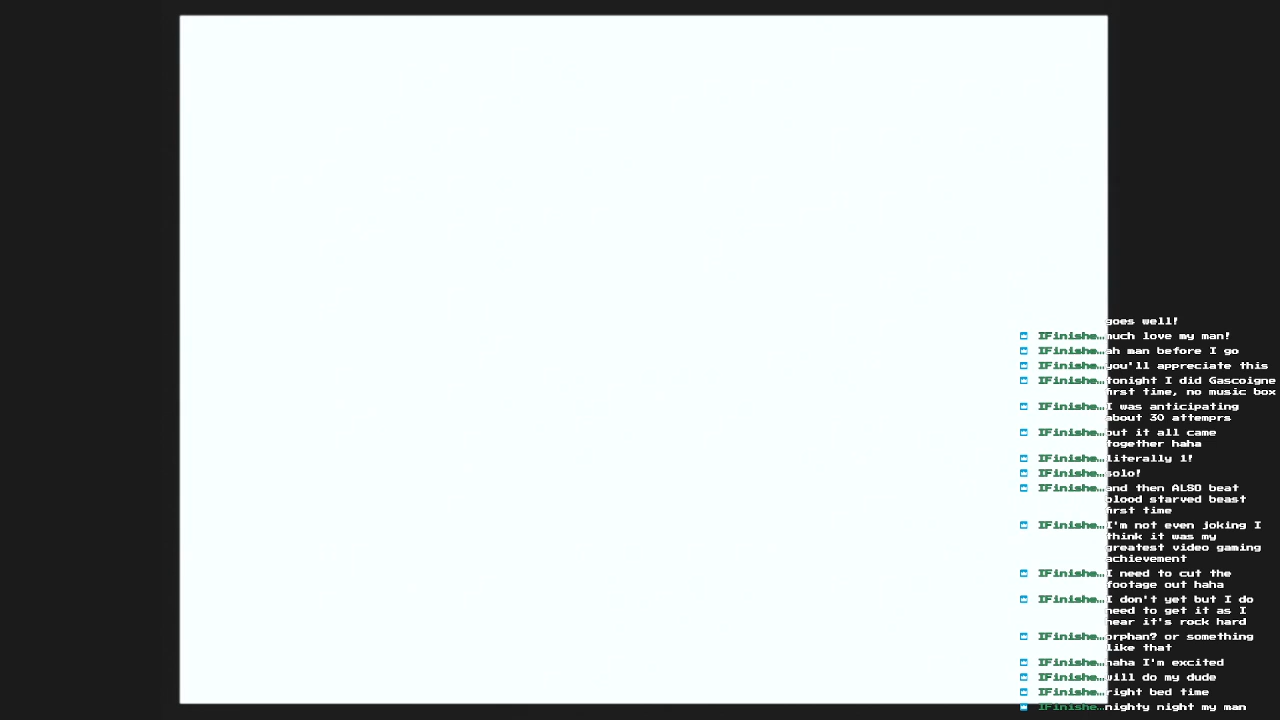 goes well!
IFinishe… much love my man!
IFinishe… ah man before I go
IFinishe… you'll appreciate this
IFinishe… tonight I did Gascoigne
first time, no music box
IFinishe… I was anticipating
about 30 attemprs
IFinishe… but it all came
together haha
IFinishe… literally 1!
IFinishe… solo!
IFinishe… and then ALSO beat
blood starved beast
first time
IFinishe… I'm not even joking I
think it was my
greatest video gaming
achievement
IFinishe… I need to cut the
footage out haha
IFinishe… I don't yet but I do
need to get it as I
hear it's rock hard
IFinishe… orphan? or something
like that
IFinishe… haha I'm excited
IFinishe… will do my dude
IFinishe… right bed time
IFinishe… nighty night my man